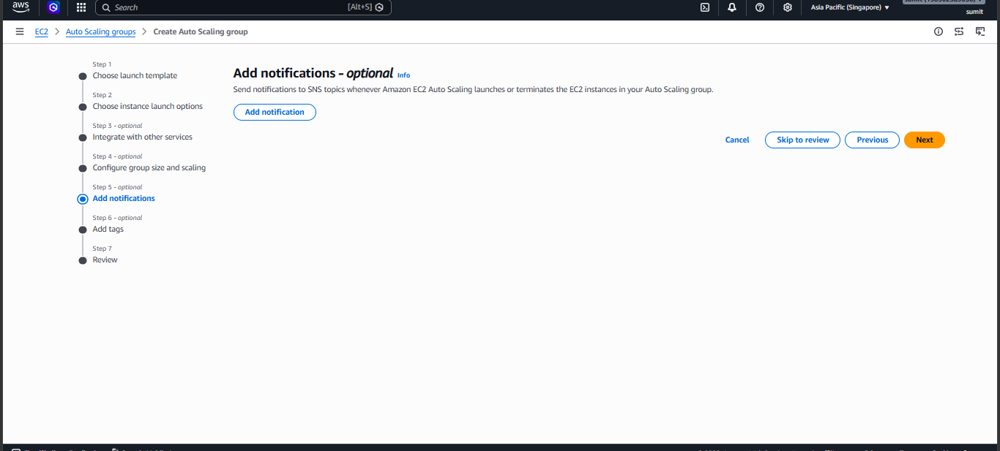 aws
Search
[Alt+S]
Asia Pacific (Singapore) ▼
sumit
EC2 > Auto Scaling groups > Create Auto Scaling group
Step 1
Choose launch template
Step 2
Choose instance launch options
Step 3 - optional
Integrate with other services
Step 4 - optional
Configure group size and scaling
Step 5 - optional
Add notifications
Step 6 - optional
Add tags
Step 7
Review
Add notifications - optional Info
Send notifications to SNS topics whenever Amazon EC2 Auto Scaling launches or terminates the EC2 instances in your Auto Scaling group.
Add notification
Cancel
Skip to review
Previous
Next